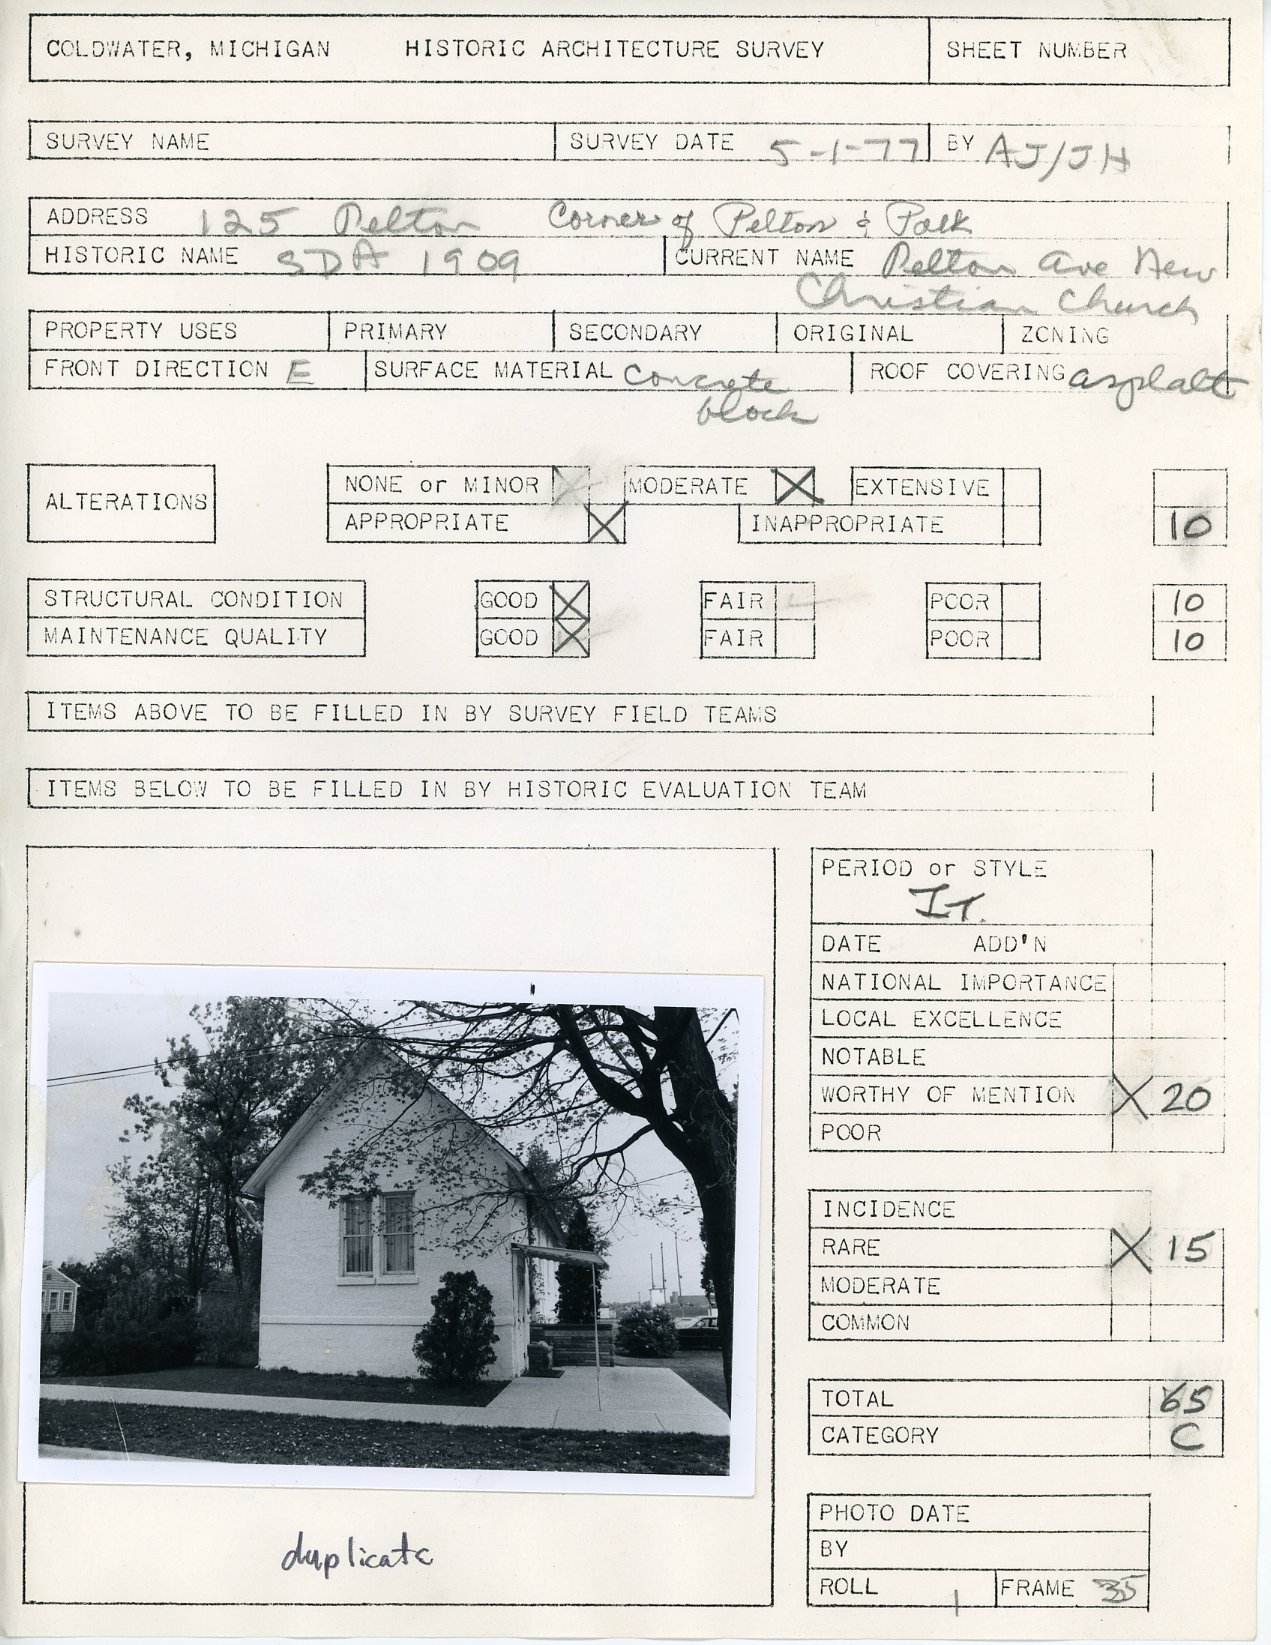 COLDWATER, MICHIGAN HISTORIC ARCHITECTURE SURVEY SHEET NUMBER
SURVEY NAME SURVEY DATE 5-1-77 BY AJ/JH
ADDRESS 125 Pelton Corner of Pelton & Polk
HISTORIC NAME SDA 1909 CURRENT NAME Pelton Ave New
Christian Church
PROPERTY USES PRIMARY SECONDARY ORIGINAL ZONING
FRONT DIRECTION E SURFACE MATERIAL Concrete ROOF COVERING asplalt
block
ALTERATIONS
NONE or MINOR MODERATE X EXTENSIVE
APPROPRIATE X INAPPROPRIATE 10
STRUCTURAL CONDITION GOOD X FAIR POOR 10
MAINTENANCE QUALITY GOOD X FAIR POOR 10
ITEMS ABOVE TO BE FILLED IN BY SURVEY FIELD TEAMS
ITEMS BELOW TO BE FILLED IN BY HISTORIC EVALUATION TEAM
PERIOD or STYLE
IT.
DATE ADD'N
NATIONAL IMPORTANCE
LOCAL EXCELLENCE
NOTABLE
WORTHY OF MENTION X 20
POOR
INCIDENCE
RARE X 15
MODERATE
COMMON
TOTAL 65
CATEGORY C
PHOTO DATE
BY
ROLL 1 FRAME 35
duplicate